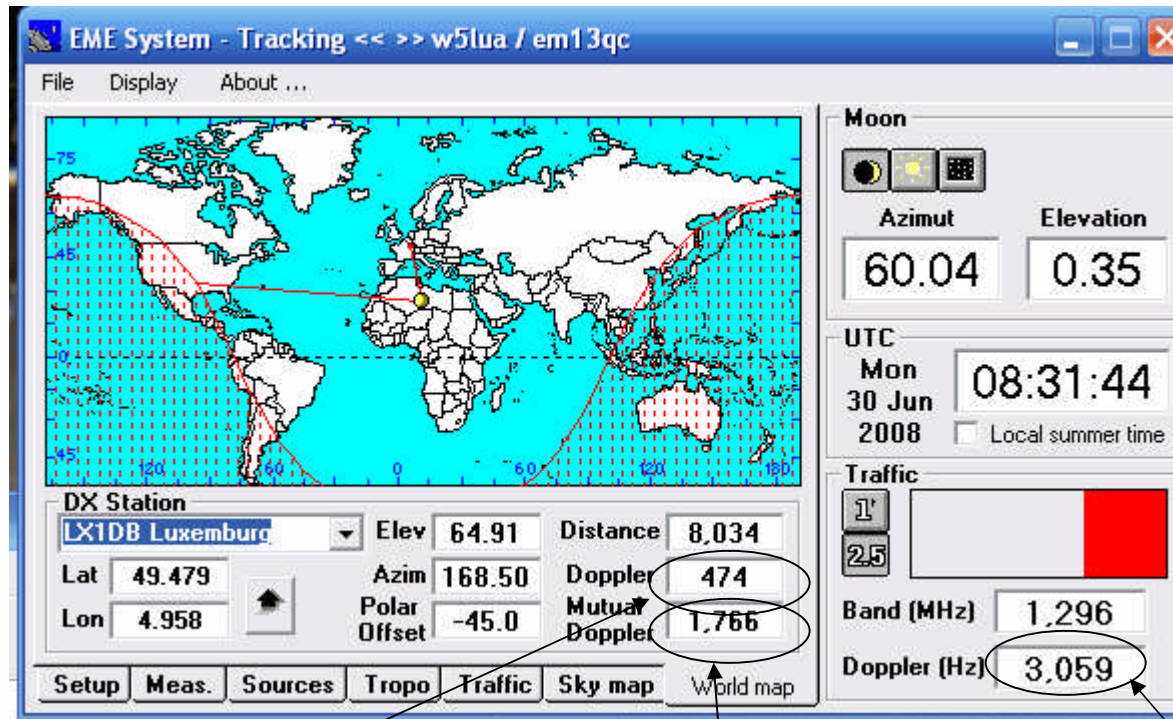 EME System - Tracking << >> w5lua / em13qc
File Display About ...
75
45
0
45
120 60 0 60 120 180
DX Station
LX1DB Luxemburg
Elev 64.91
Distance 8,034
Lat 49.479
Azim 168.50
Doppler 474
Lon 4.958
Polar Offset -45.0
Mutual Doppler 1,766
Setup Meas. Sources Tropo Traffic Sky map World map
Moon
Azimut Elevation
60.04 0.35
UTC
Mon
30 Jun
2008
08:31:44
Local summer time
Traffic
1'
2.5
Band (MHz) 1,296
Doppler (Hz) 3,059